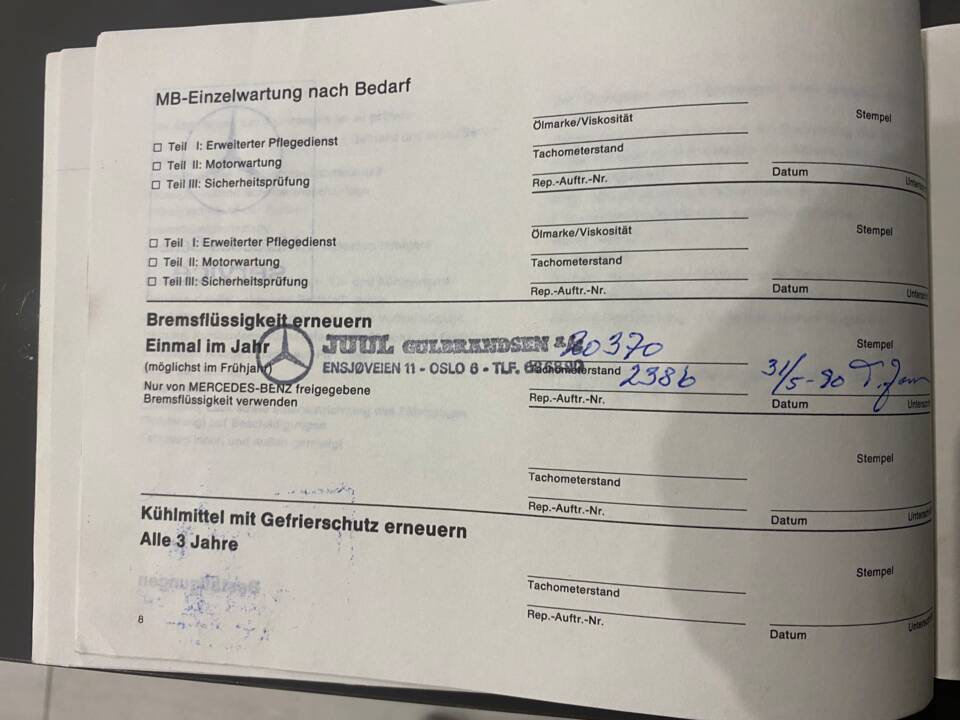 MB-Einzelwartung nach Bedarf
Ölmarke/Viskosität
Stempel
Teil I: Erweiterter Pflegedienst
Teil II: Motorwartung
Tachometerstand
Teil III: Sicherheitsprüfung
Rep.-Auftr.-Nr.
Datum
Ölmarke/Viskosität
Stempel
Teil I: Erweiterter Pflegedienst
Teil II: Motorwartung
Tachometerstand
Teil III: Sicherheitsprüfung
Rep.-Auftr.-Nr.
Datum
Bremsflüssigkeit erneuern
Einmal im Jahr
(möglichst im Frühjahr)
Nur von MERCEDES-BENZ freigegebene
Bremsflüssigkeit verwenden
JUUL GULBRANDSEN
ENSJØVEIEN 11 - OSLO 6 - TLF.
20370
Tachometerstand
2386
Rep.-Auftr.-Nr.
Stempel
31/5-90
Datum
Stempel
Tachometerstand
Rep.-Auftr.-Nr.
Datum
Kühlmittel mit Gefrierschutz erneuern
Alle 3 Jahre
Stempel
Tachometerstand
Rep.-Auftr.-Nr.
Datum
8